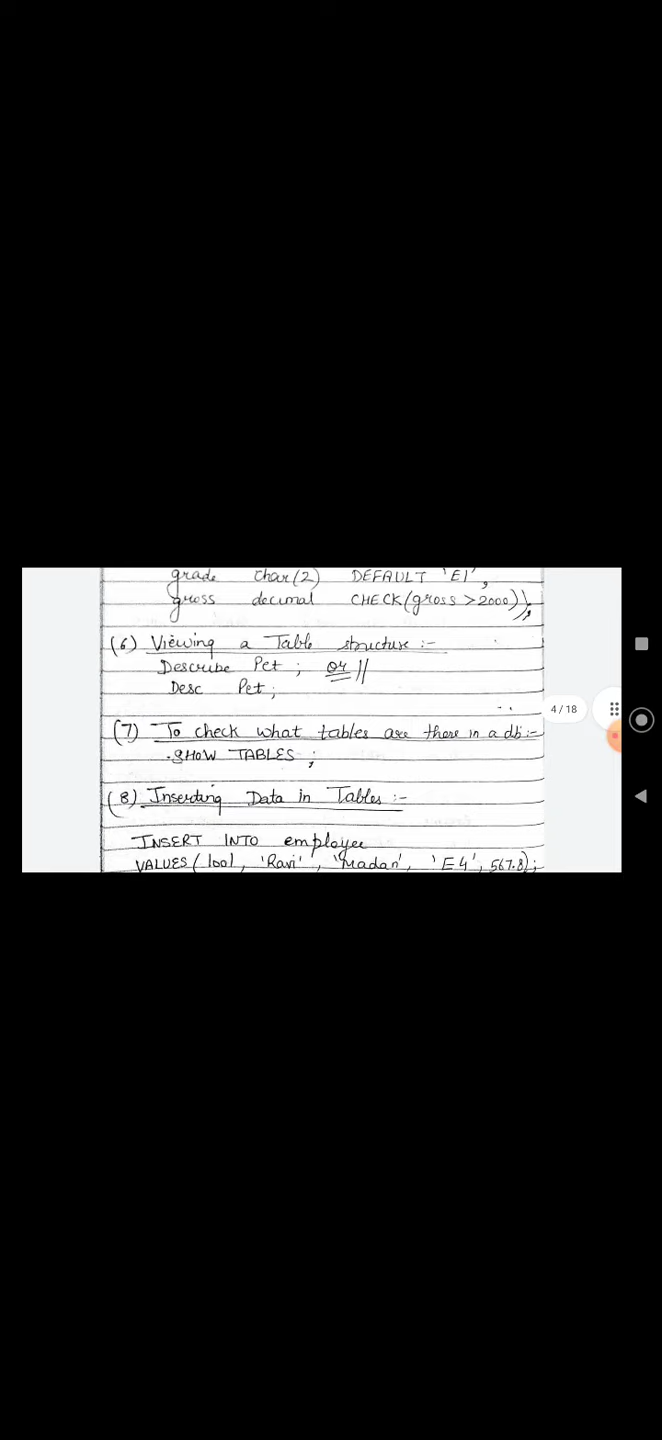 grade char(2) DEFAULT 'E1',
gross decimal CHECK(gross>2000));
(6) Viewing a Table structure :-
Describe Pet ; or //
Desc Pet ;
4 / 18
(7) To check what tables are there in a db :-
SHOW TABLES ;
(8) Inserting Data in Tables :-
INSERT INTO employee
VALUES( 1001, 'Ravi', 'Madan', 'E4', 567.8);